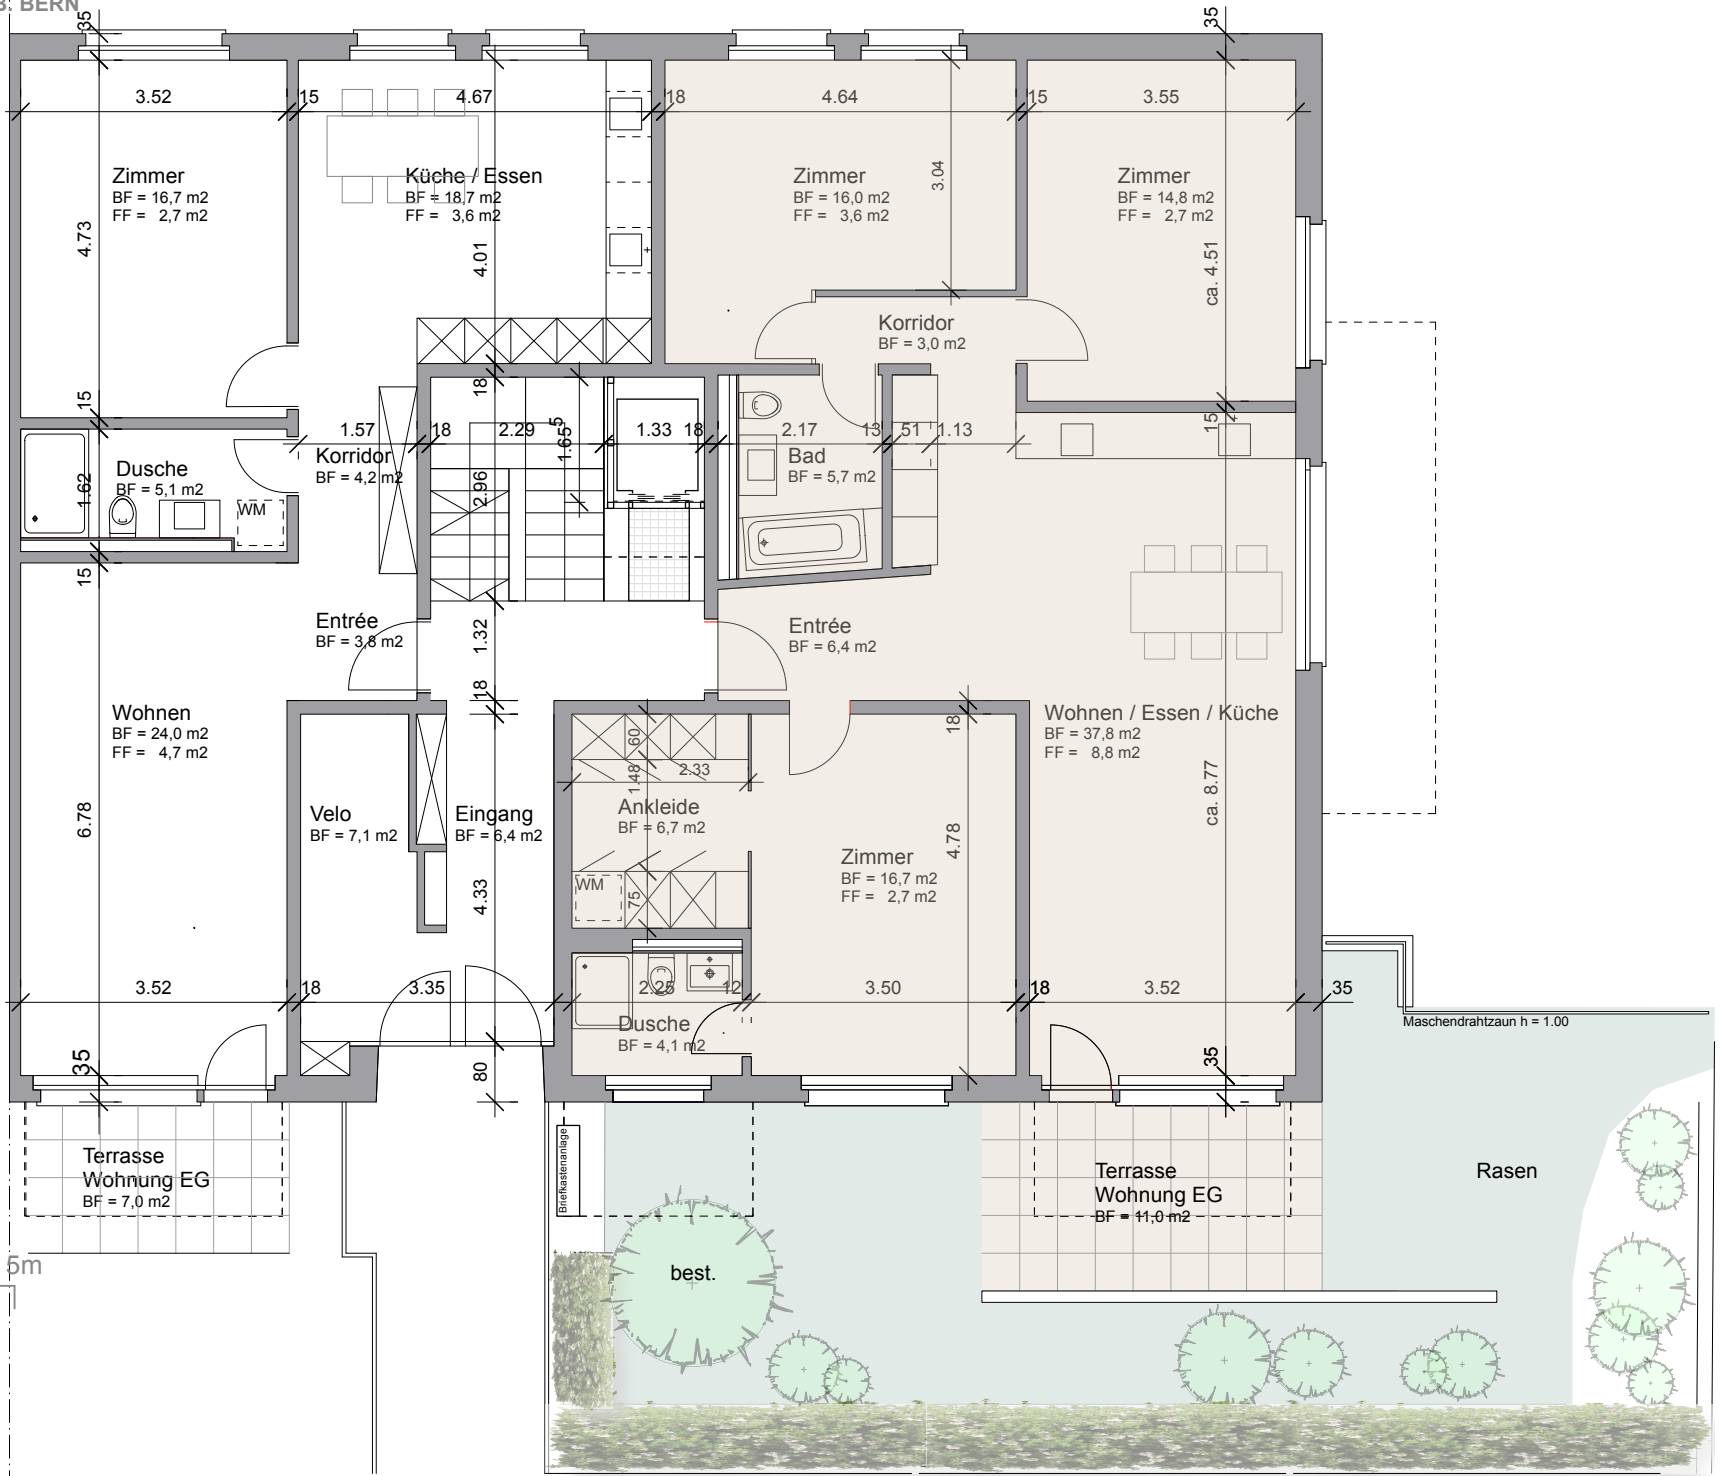 3. BERN
35
35
3.52
15
4.67
18
4.64
15
3.55
Zimmer
BF = 16,7 m2
FF = 2,7 m2
Küche / Essen
BF = 18,7 m2
FF = 3,6 m2
Zimmer
BF = 16,0 m2
FF = 3,6 m2
Zimmer
BF = 14,8 m2
FF = 2,7 m2
3.04
4.73
4.01
ca. 4.51
Korridor
BF = 3,0 m2
15
18
15
1.57
18
2.29
1.65 5
1.33
18
2.17
13
51
1.13
Korridor
BF = 4,2 m2
Dusche
BF = 5,1 m2
1.62
WM
2.96
Bad
BF = 5,7 m2
15
Entrée
BF = 3,8 m2
1.32
Entrée
BF = 6,4 m2
18
Wohnen
BF = 24,0 m2
FF = 4,7 m2
60
18
Wohnen / Essen / Küche
BF = 37,8 m2
FF = 8,8 m2
1.48
2.33
6.78
Velo
BF = 7,1 m2
Eingang
BF = 6,4 m2
Ankleide
BF = 6,7 m2
ca. 8.77
4.78
Zimmer
BF = 16,7 m2
FF = 2,7 m2
4.33
WM
75
3.52
18
3.35
2.25
12
3.50
18
3.52
35
Maschendrahtzaun h = 1.00
Dusche
BF = 4,1 m2
35
80
35
Briefkastenanlage
Terrasse
Wohnung EG
BF = 7,0 m2
Terrasse
Wohnung EG
BF = 11,0 m2
Rasen
5m
best.